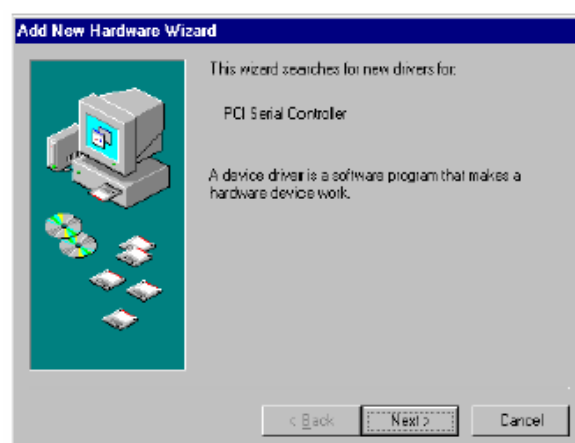 Add New Hardware Wizard
This wizard searches for new drivers for:
PCI Serial Controller
A device driver is a software program that makes a
hardware device work.
< Back
Next >
Cancel